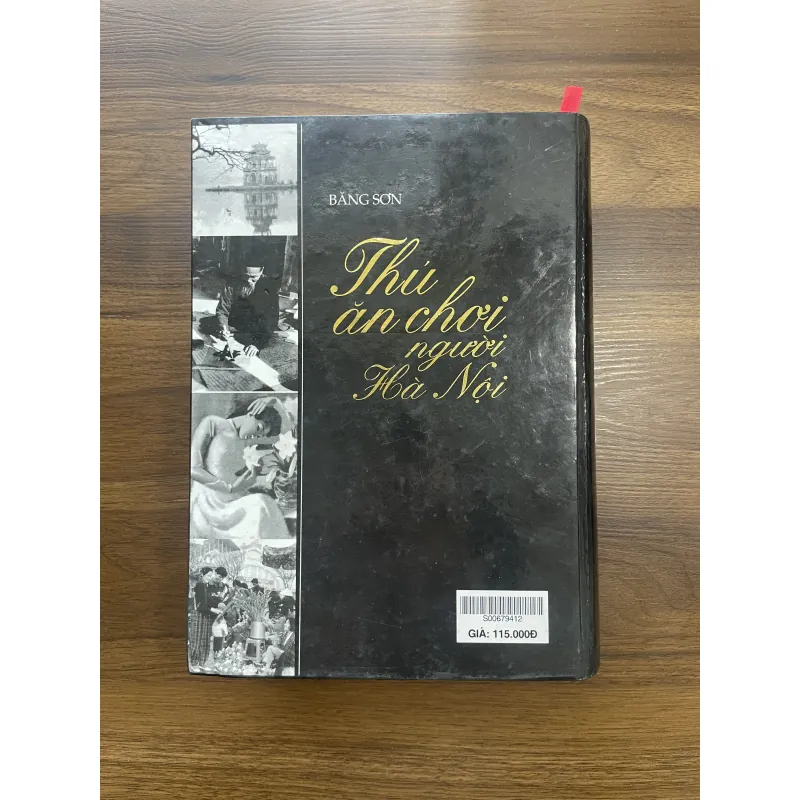 BĂNG SƠN
Thú
ăn chơi
người
Hà Nội
S00679412
GIÁ: 115.000Đ